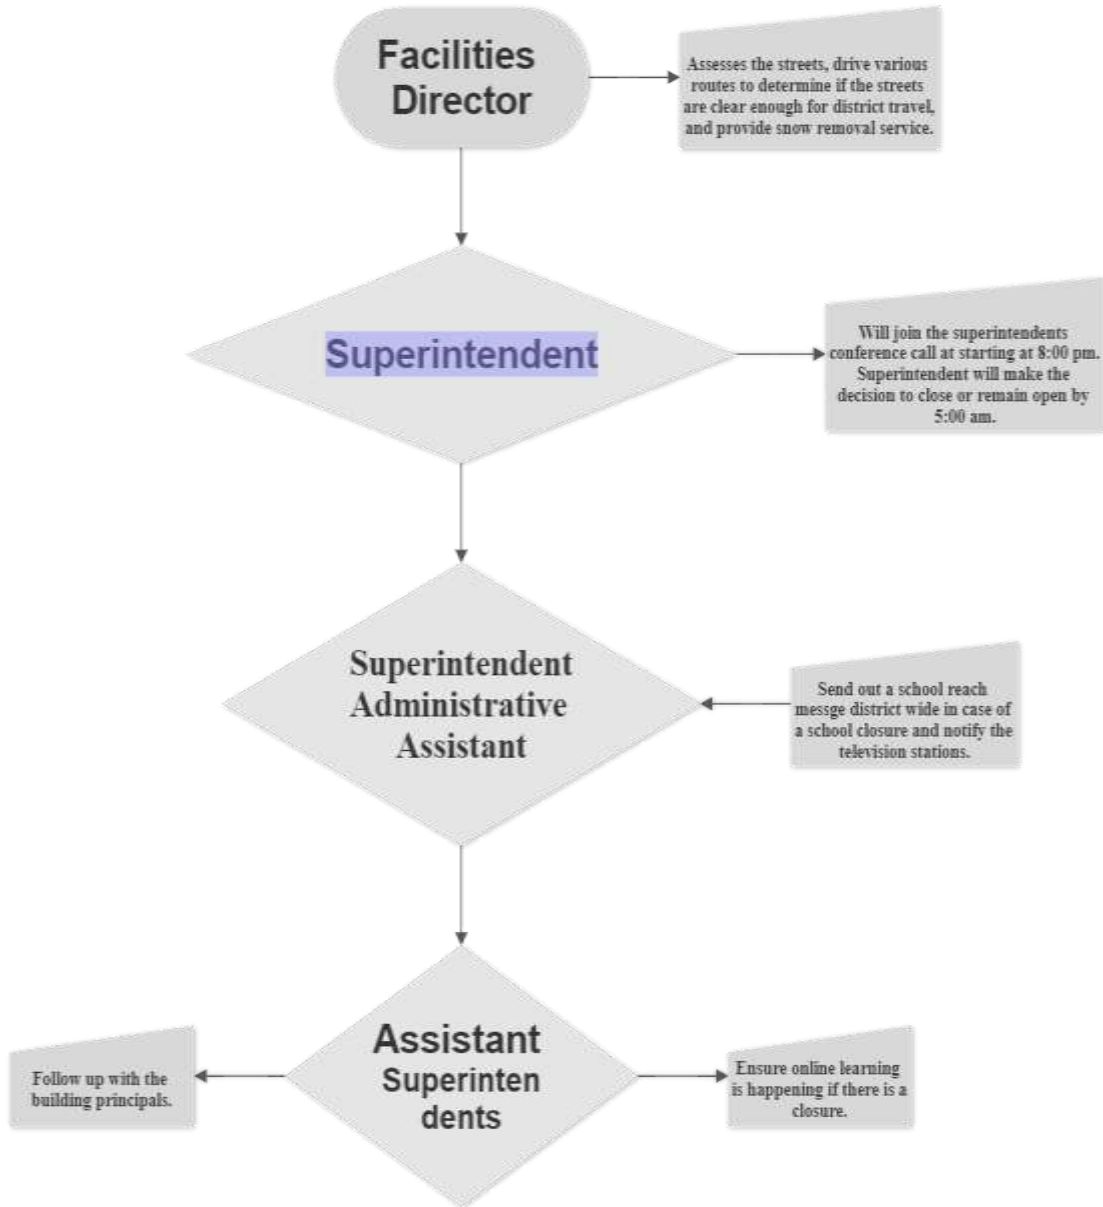 Facilities
Director
Assesses the streets, drive various
routes to determine if the streets
are clear enough for district travel,
and provide snow removal service.
Superintendent
Will join the superintendents
conference call at starting at 8:00 pm.
Superintendent will make the
decision to close or remain open by
5:00 am.
Superintendent
Administrative
Assistant
Send out a school reach
messge district wide in case of
a school closure and notify the
television stations.
Assistant
Superinten
dents
Follow up with the
building principals.
Ensure online learning
is happening if there is a
closure.